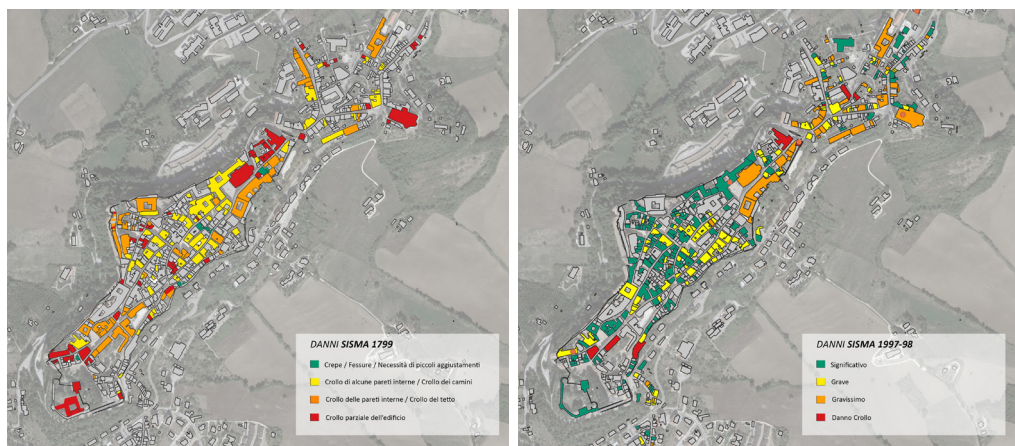 DANNI SISMA 1799
Crepe / Fessure / Necessità di piccoli aggiustamenti
Crollo di alcune pareti interne / Crollo dei camini
Crollo delle pareti interne / Crollo del tetto
Crollo parziale dell'edificio
DANNI SISMA 1997-98
Significativo
Grave
Gravissimo
Danno Crollo